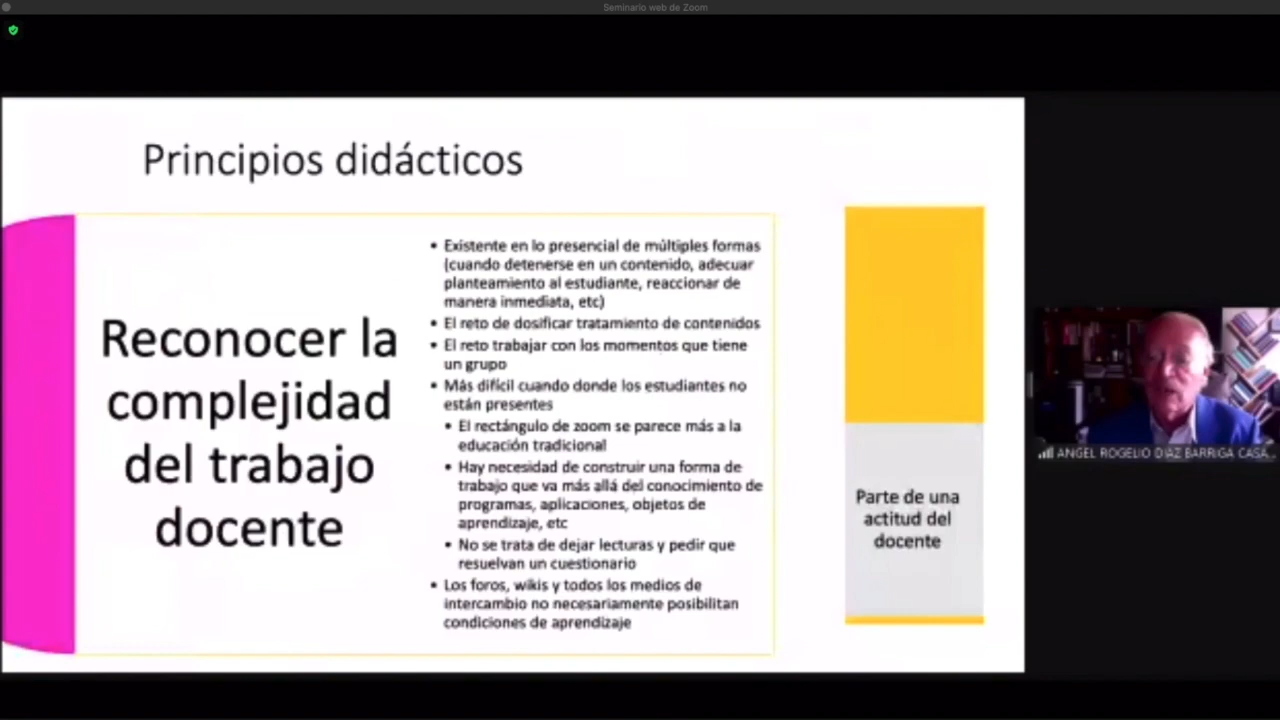 Seminario web de Zoom
Principios didácticos
Reconocer la
complejidad
del trabajo
docente
• Existente en lo presencial de múltiples formas
(cuando detenerse en un contenido, adecuar
planteamiento al estudiante, reaccionar de
manera inmediata, etc)
• El reto de dosificar tratamiento de contenidos
• El reto trabajar con los momentos que tiene
un grupo
• Más difícil cuando donde los estudiantes no
están presentes
• El rectángulo de zoom se parece más a la
educación tradicional
• Hay necesidad de construir una forma de
trabajo que va más allá del conocimiento de
programas, aplicaciones, objetos de
aprendizaje, etc
• No se trata de dejar lecturas y pedir que
resuelvan un cuestionario
• Los foros, wikis y todos los medios de
intercambio no necesariamente posibilitan
condiciones de aprendizaje
Parte de una
actitud del
docente
ANGEL ROGELIO DIAZ BARRIGA CASA...